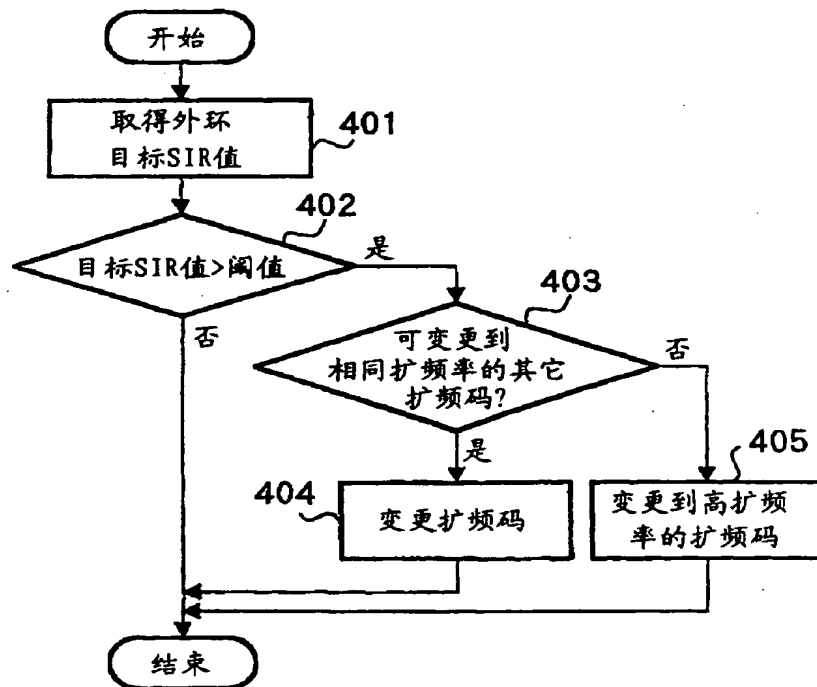 开始
取得外环
目标SIR值
401
402
目标SIR值>阈值
是
403
否
可变更到
相同扩频率的其它
扩频码?
否
是
405
404
变更扩频码
变更到高扩频
率的扩频码
结束